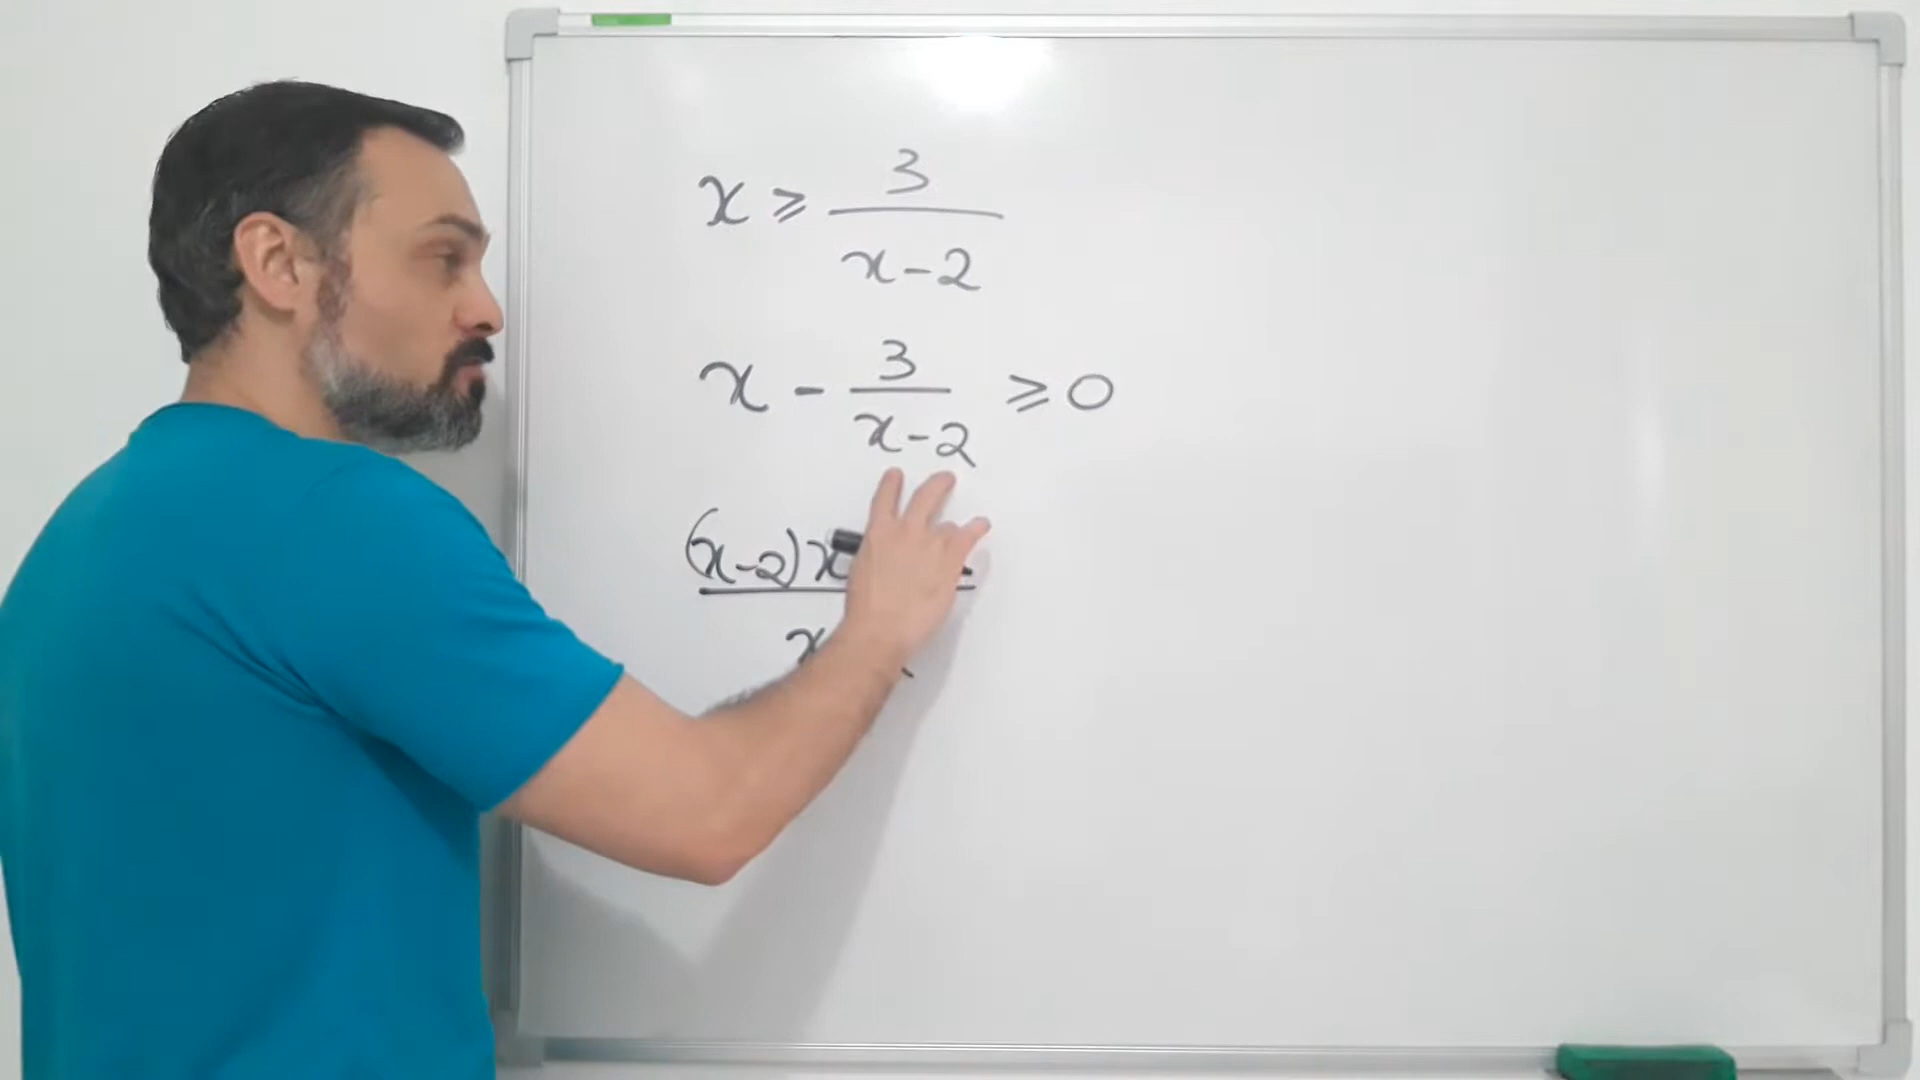 x ⩾ 3/(x-2)
x - 3/(x-2) ⩾ 0
(x-2)x
x